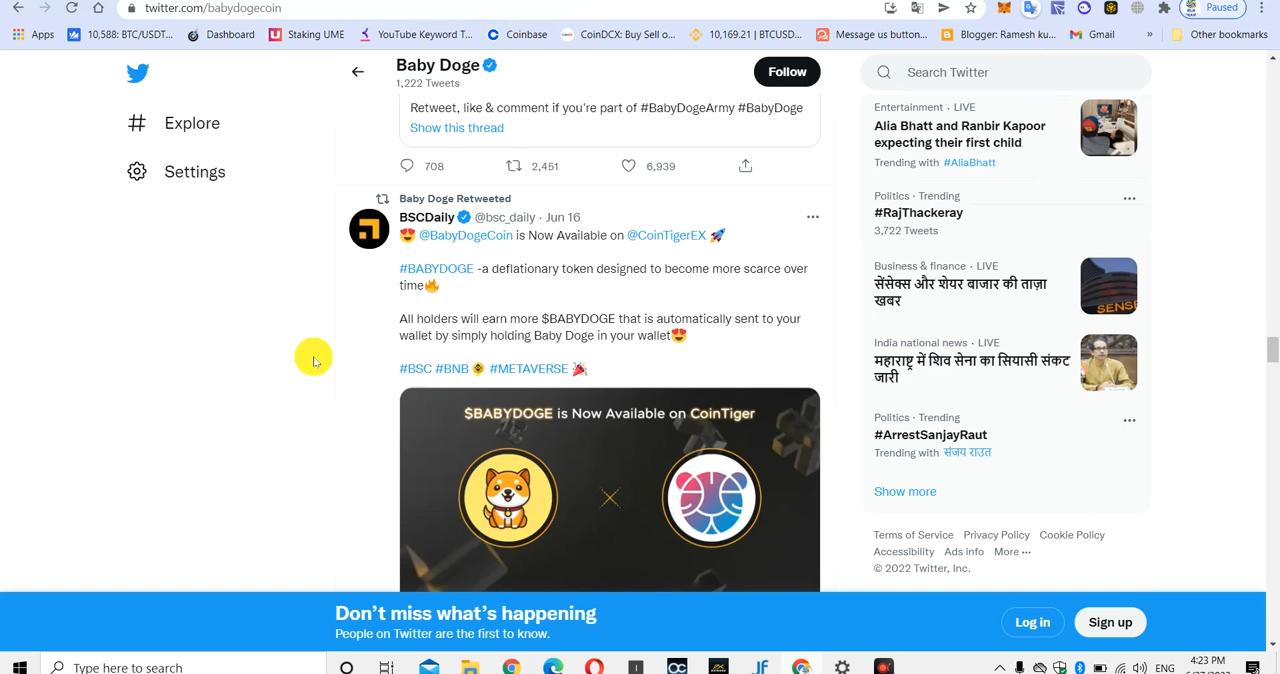 twitter.com/babydogecoin
Paused
Apps
10,588: BTC/USDT...
Dashboard
Staking UME
YouTube Keyword T...
Coinbase
CoinDCX: Buy Sell o...
10,169.21 | BTCUSD...
Message us button...
Blogger: Ramesh ku...
Gmail
»
Other bookmarks
Explore
Settings
Baby Doge
1,222 Tweets
Follow
Retweet, like & comment if you're part of #BabyDogeArmy #BabyDoge
Show this thread
708 2,451 6,939
Baby Doge Retweeted
BSCDaily @bsc_daily · Jun 16 ···
😍 @BabyDogeCoin is Now Available on @CoinTigerEX 🚀
#BABYDOGE -a deflationary token designed to become more scarce over
time🔥
All holders will earn more $BABYDOGE that is automatically sent to your
wallet by simply holding Baby Doge in your wallet😍
#BSC #BNB #METAVERSE 🎉
$BABYDOGE is Now Available on CoinTiger
Search Twitter
Entertainment · LIVE
Alia Bhatt and Ranbir Kapoor
expecting their first child
Trending with #AliaBhatt
Politics · Trending ···
#RajThackeray
3,722 Tweets
Business & finance · LIVE
सेंसेक्स और शेयर बाजार की ताज़ा
खबर
SENSE
India national news · LIVE
महाराष्ट्र में शिव सेना का सियासी संकट
जारी
Politics · Trending ···
#ArrestSanjayRaut
Trending with संजय राउत
Show more
Terms of Service Privacy Policy Cookie Policy
Accessibility Ads info More ···
© 2022 Twitter, Inc.
Don't miss what's happening
People on Twitter are the first to know.
Log in
Sign up
Type here to search
ENG
4:23 PM